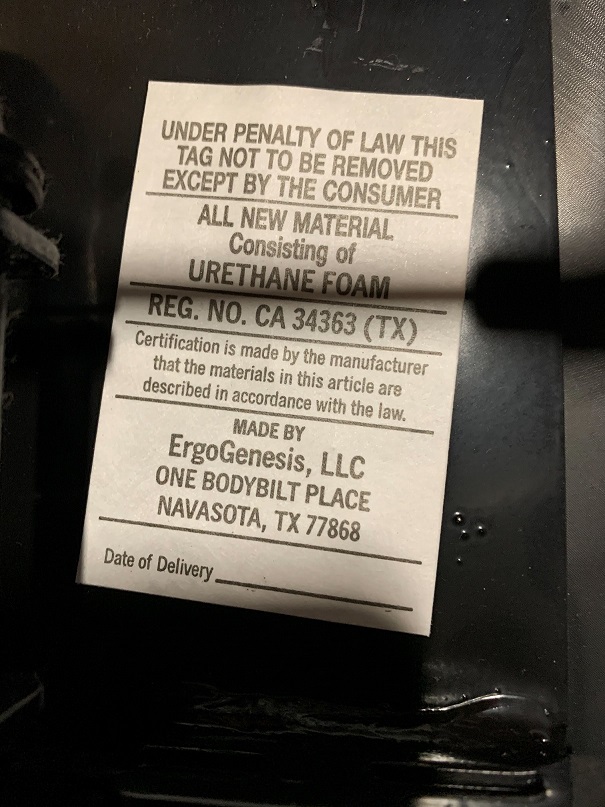 UNDER PENALTY OF LAW THIS
TAG NOT TO BE REMOVED
EXCEPT BY THE CONSUMER
ALL NEW MATERIAL
Consisting of
URETHANE FOAM
REG. NO. CA 34363 (TX)
Certification is made by the manufacturer
that the materials in this article are
described in accordance with the law.
MADE BY
ErgoGenesis, LLC
ONE BODYBILT PLACE
NAVASOTA, TX 77868
Date of Delivery